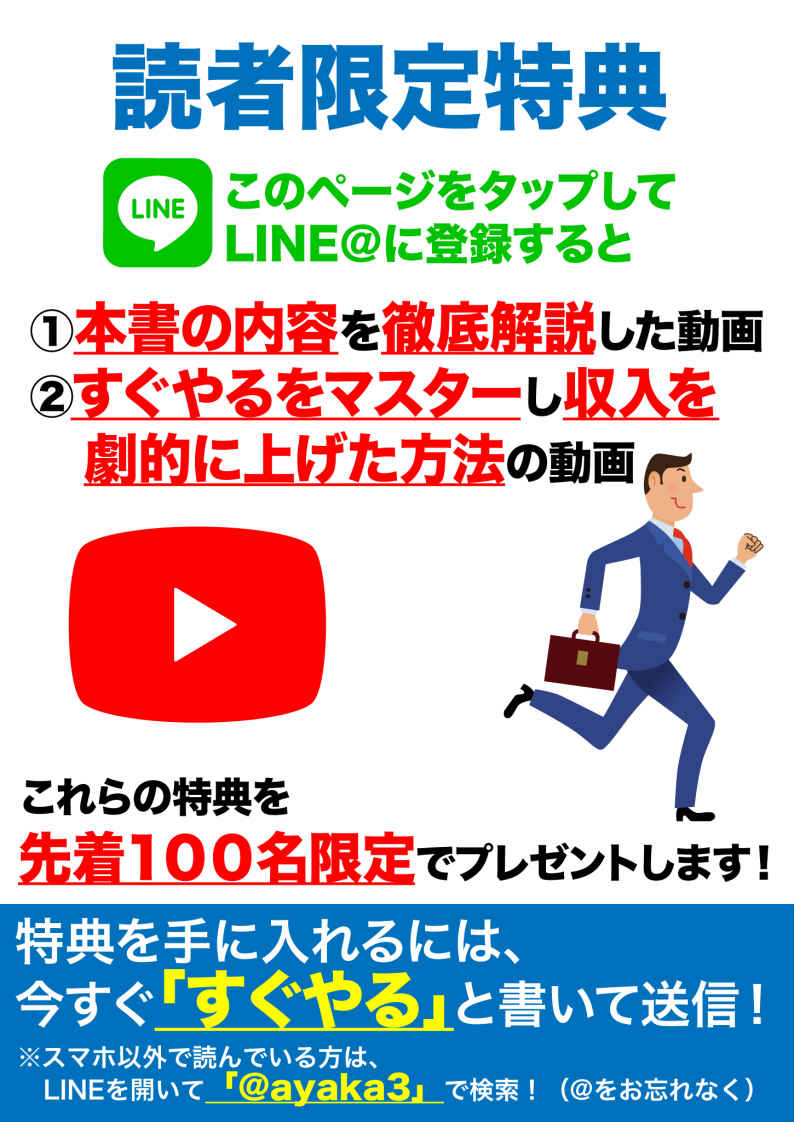 読者限定特典
LINE
このページをタップして
LINE@に登録すると
①本書の内容を徹底解説した動画
②すぐやるをマスターし収入を
劇的に上げた方法の動画
これらの特典を
先着100名限定でプレゼントします！
特典を手に入れるには、
今すぐ「すぐやる」と書いて送信！
※スマホ以外で読んでいる方は、
LINEを開いて「@ayaka3」で検索！（@をお忘れなく）